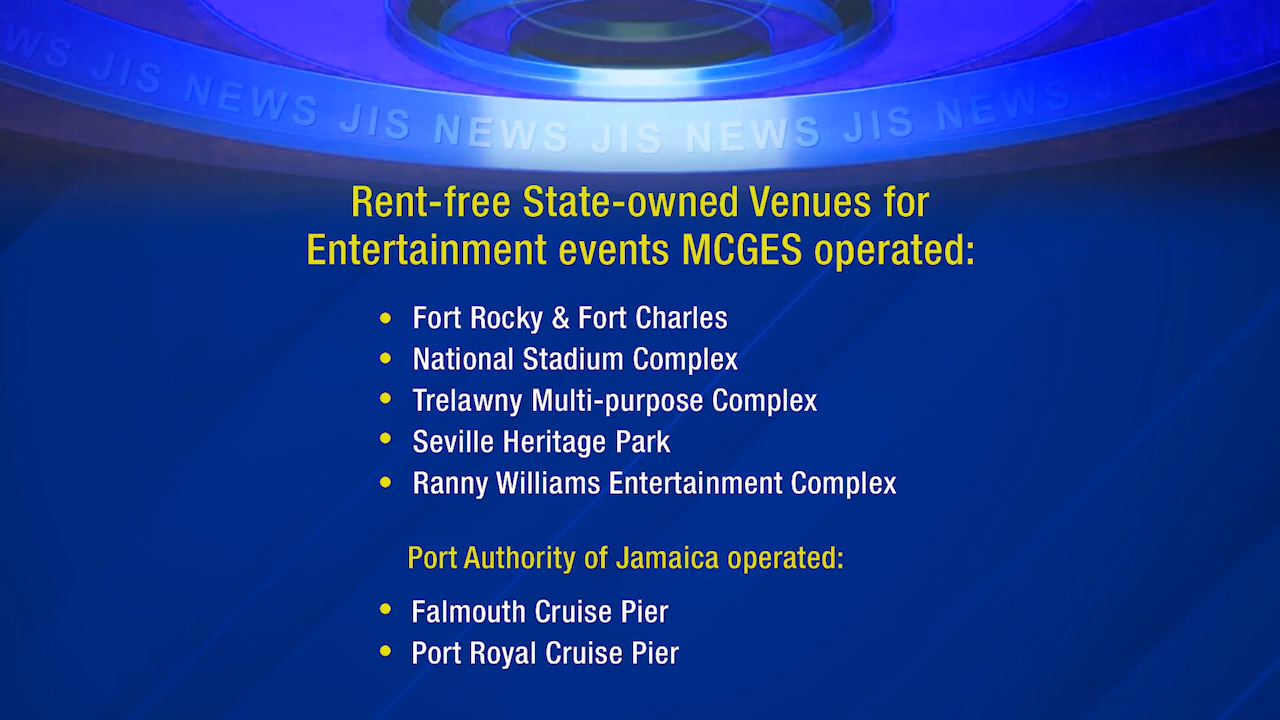 WS JIS NEWS JIS NEWS JIS NEWS JIS NEWS JIS NEW
Rent-free State-owned Venues for
Entertainment events MCGES operated:
• Fort Rocky & Fort Charles
• National Stadium Complex
• Trelawny Multi-purpose Complex
• Seville Heritage Park
• Ranny Williams Entertainment Complex
Port Authority of Jamaica operated:
• Falmouth Cruise Pier
• Port Royal Cruise Pier